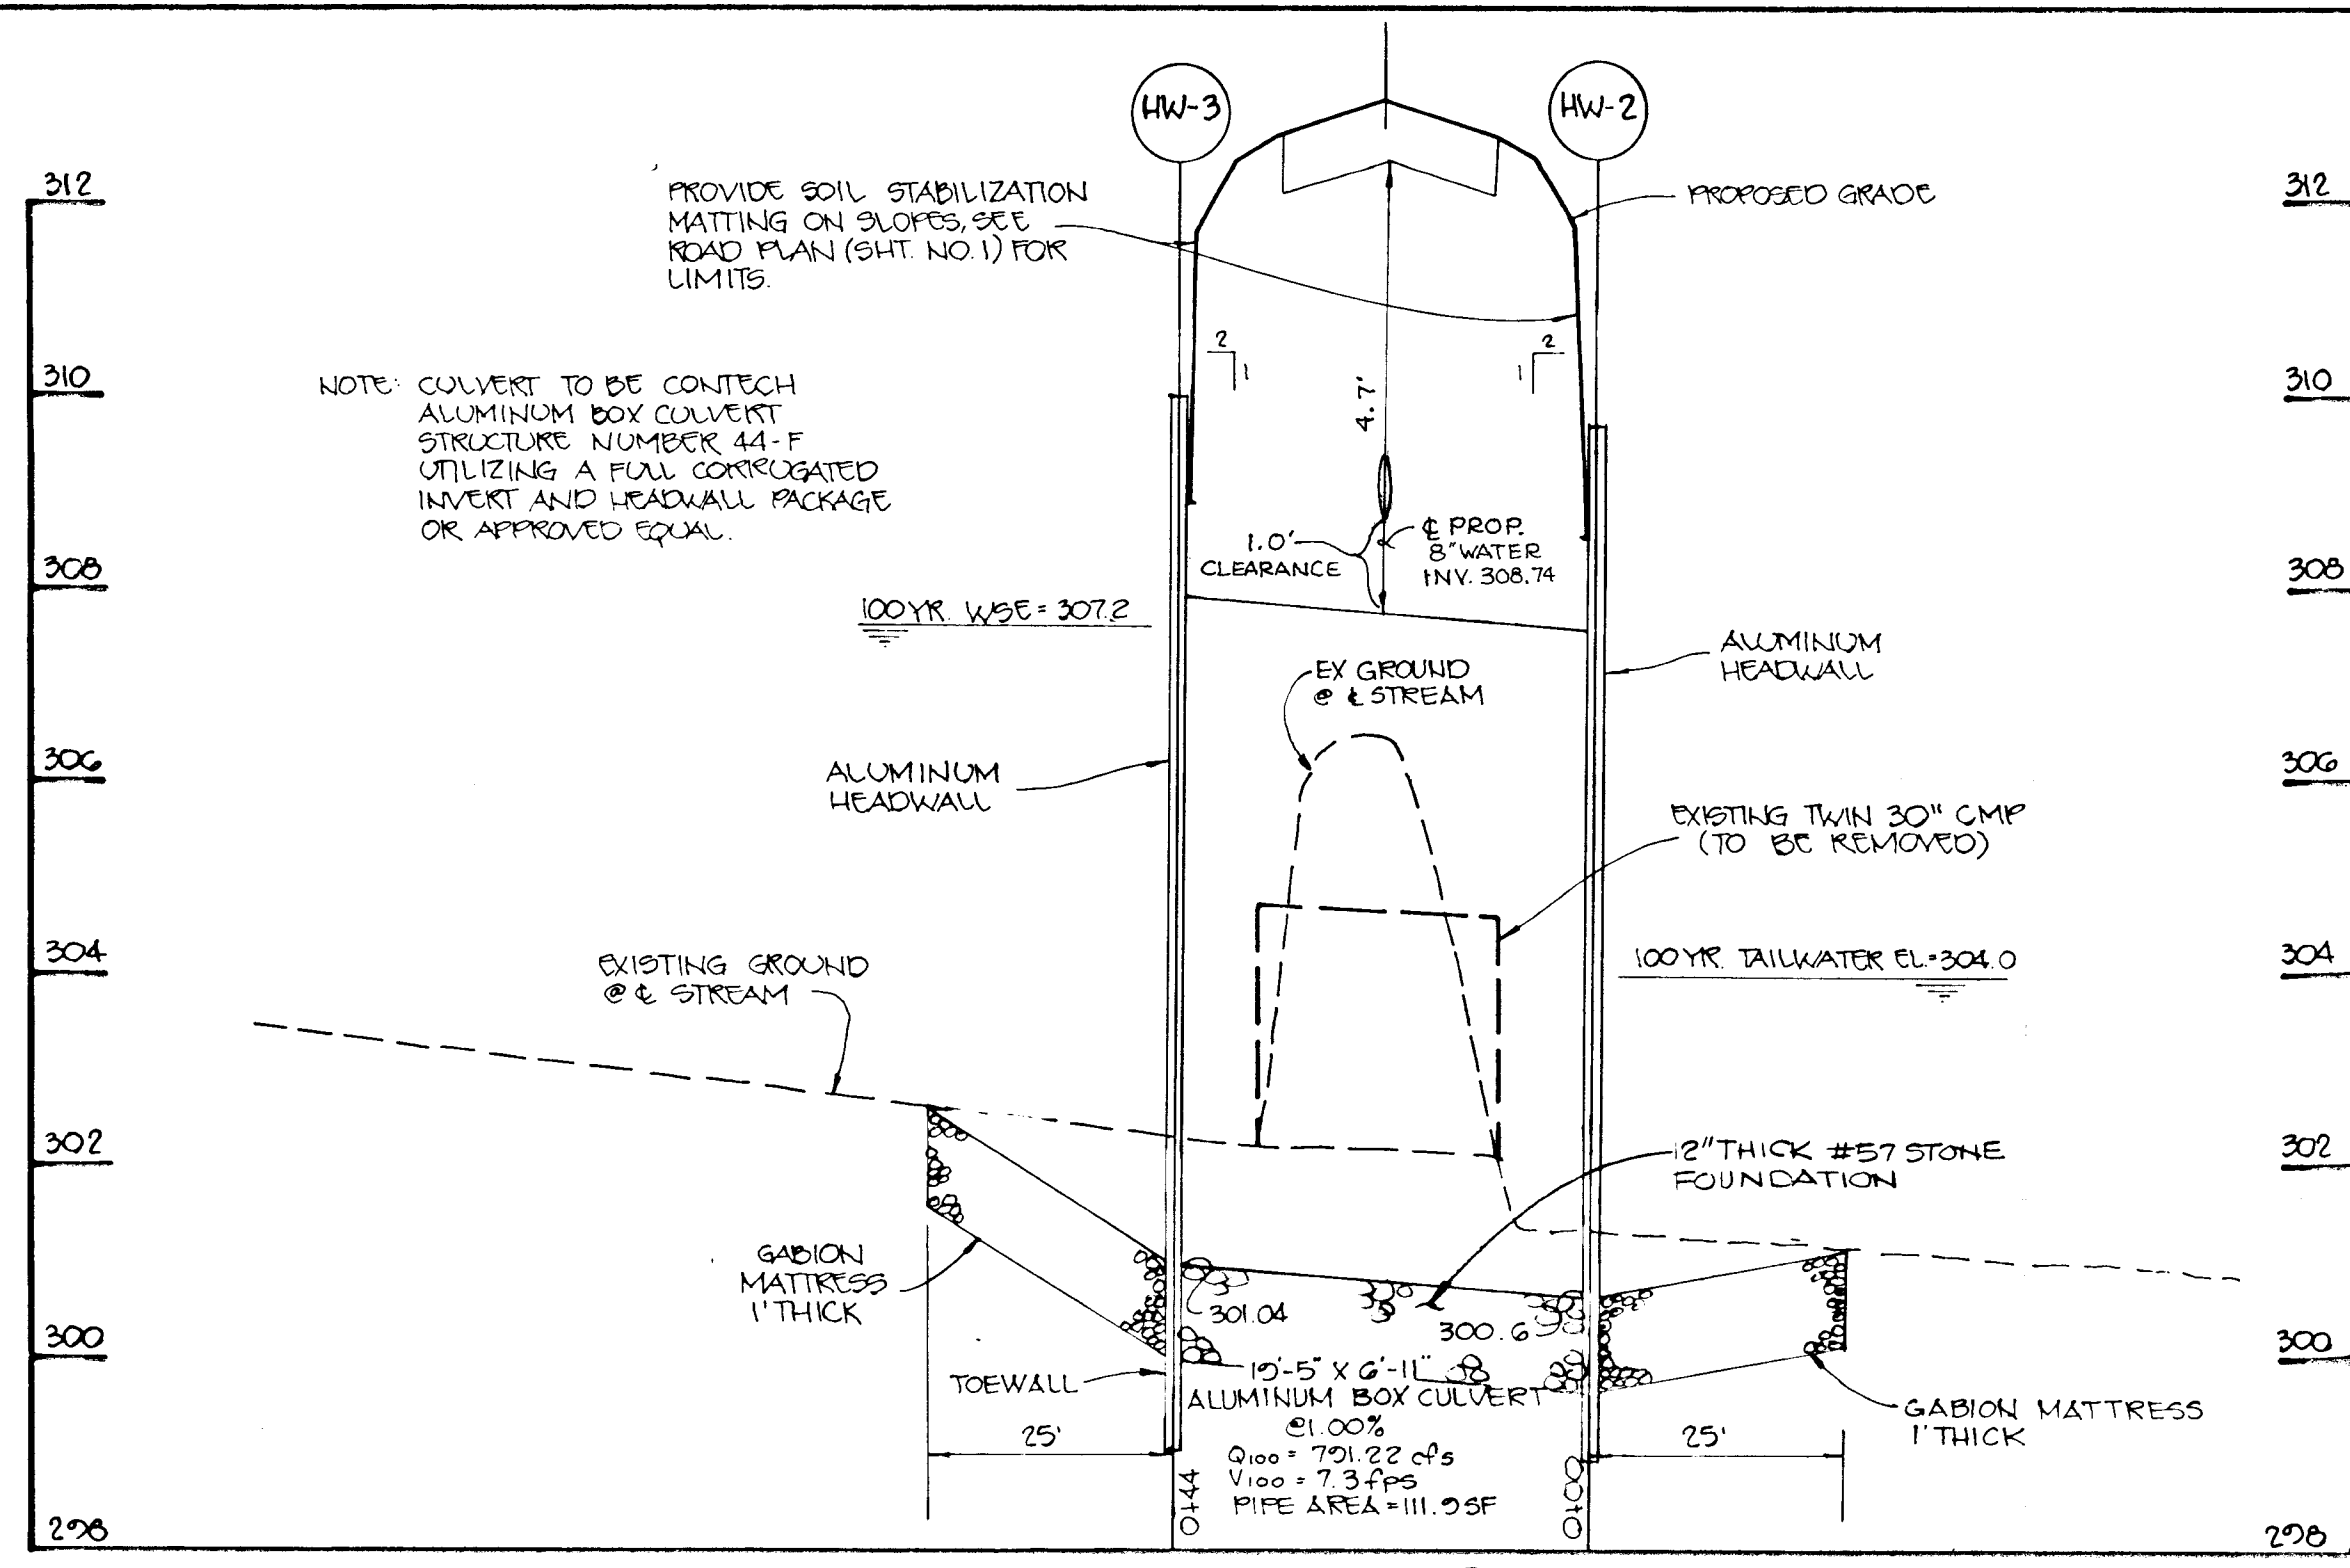 HW-3
HW-2
312
312
PROVIDE SOIL STABILIZATION
MATTING ON SLOPES, SEE
ROAD PLAN (SHT. NO. 1) FOR
LIMITS.
PROPOSED GRADE
2
1
2
1
310
310
NOTE: CULVERT TO BE CONTECH
ALUMINUM BOX CULVERT
STRUCTURE NUMBER 44-F
UTILIZING A FULL CORRUGATED
INVERT AND HEADWALL PACKAGE
OR APPROVED EQUAL.
4.7'
1.0'
CLEARANCE
℄ PROP.
8" WATER
INV. 308.74
308
308
100 YR. WSE = 307.2
ALUMINUM
HEADWALL
EX GROUND
@ ℄ STREAM
306
306
ALUMINUM
HEADWALL
EXISTING TWIN 30" CMP
(TO BE REMOVED)
304
304
EXISTING GROUND
@ ℄ STREAM
100 YR. TAILWATER EL.=304.0
302
302
12" THICK #57 STONE
FOUNDATION
GABION
MATTRESS
1' THICK
301.04
300.6
300
300
TOEWALL
19'-5" X 6'-11"
ALUMINUM BOX CULVERT
@1.00%
Q100 = 791.22 cfs
V100 = 7.3 fps
PIPE AREA = 111.9 SF
GABION MATTRESS
1' THICK
25'
25'
0+44
0+00
298
298